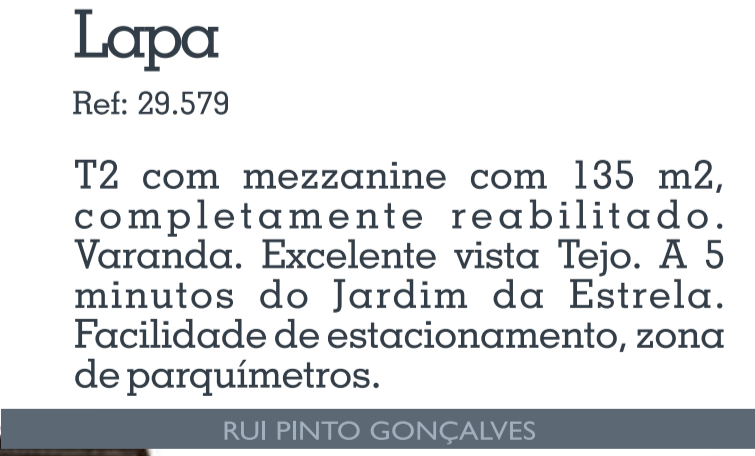 Lapa
Ref: 29.579
T2 com mezzanine com 135 m2,
completamente reabilitado.
Varanda. Excelente vista Tejo. A 5
minutos do Jardim da Estrela.
Facilidade de estacionamento, zona
de parquímetros.
RUI PINTO GONÇALVES